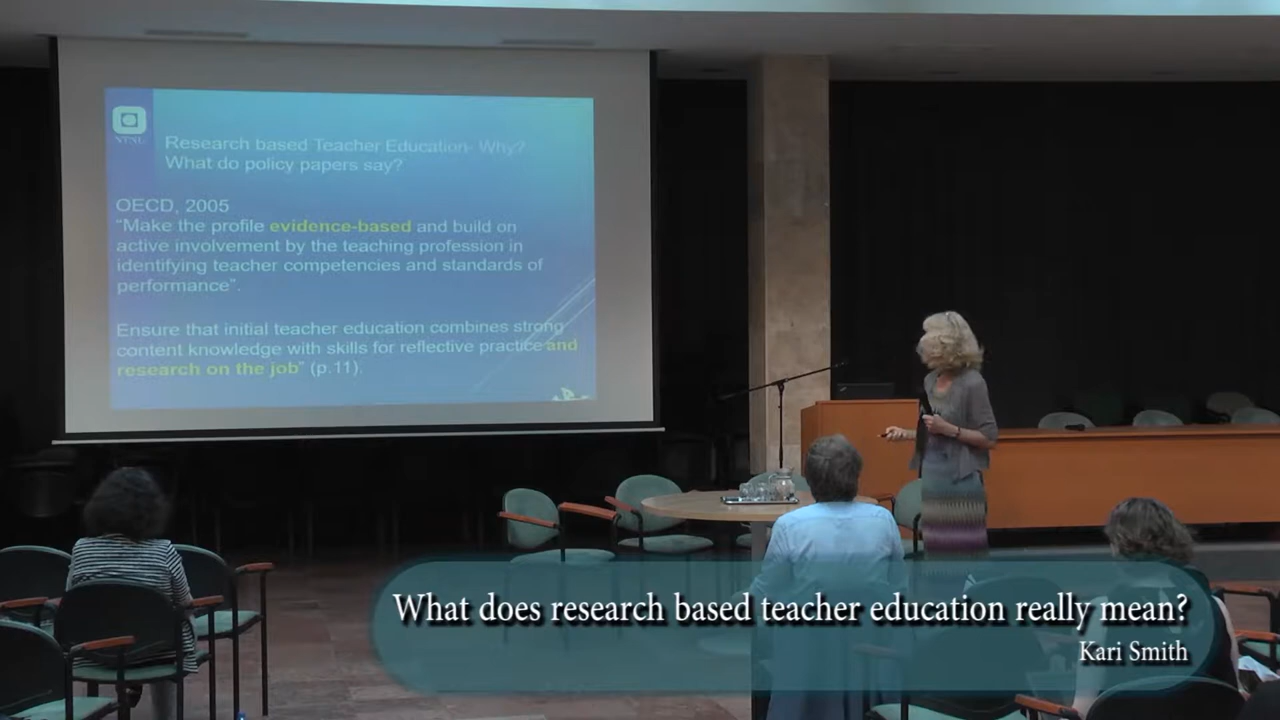 NTNU
Research based Teacher Education- Why?
What do policy papers say?
OECD, 2005
“Make the profile evidence-based and build on
active involvement by the teaching profession in
identifying teacher competencies and standards of
performance”.
Ensure that initial teacher education combines strong
content knowledge with skills for reflective practice and
research on the job” (p.11).
What does research based teacher education really mean?
Kari Smith